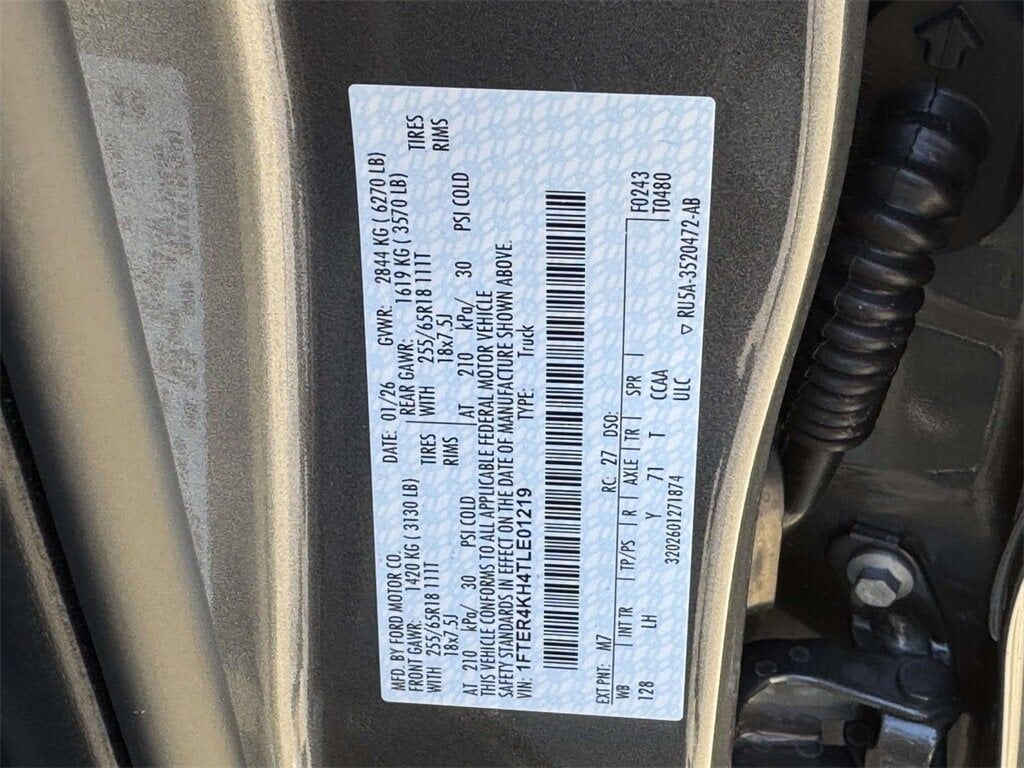 MFD. BY FORD MOTOR CO.
DATE: 01/26 GVWR: 2844 KG ( 6270 LB)
FRONT GAWR: 1420 KG ( 3130 LB) REAR GAWR: 1619 KG ( 3570 LB)
WITH 255/65R18 111T TIRES WITH 255/65R18 111T TIRES
18x7.5J RIMS 18x7.5J RIMS
AT 210 kPa/ 30 PSI COLD AT 210 kPa/ 30 PSI COLD
THIS VEHICLE CONFORMS TO ALL APPLICABLE FEDERAL MOTOR VEHICLE
SAFETY STANDARDS IN EFFECT ON THE DATE OF MANUFACTURE SHOWN ABOVE.
VIN: 1FTER4KH4TLE01219 TYPE: Truck
EXT PNT: M7 RC: 27 DSO:
WB INT TR TP/PS R AXLE TR SPR F0243
128 LH Y 71 T CCAA T0480
ULC
3202601271874 ▽ RU5A-3520472-AB